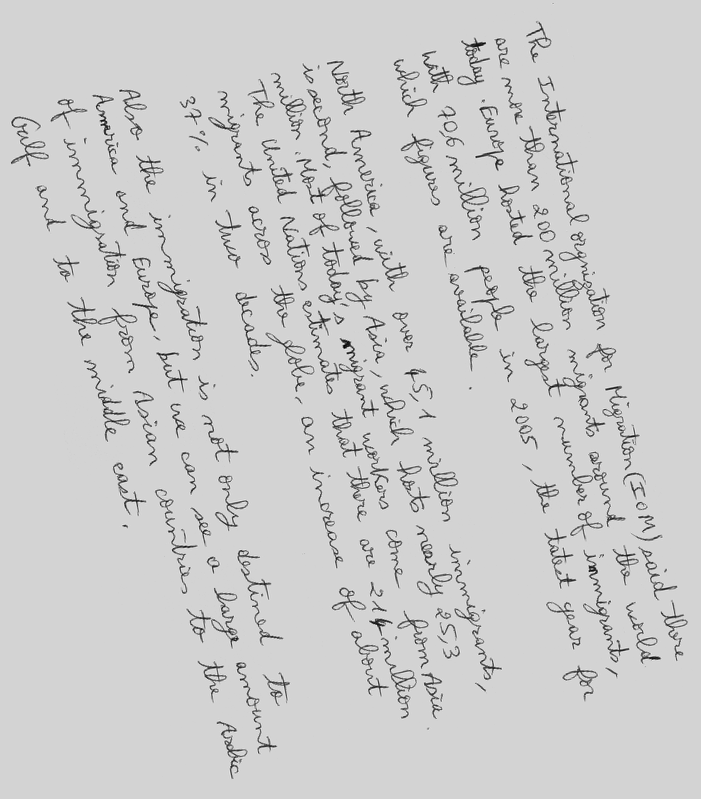 The International orgnization for Migration (IOM) said there
are more than 200 million migrants around the world
today. Europe hosted the largest number of immigrants,
with 70,6 million people in 2005, the latest year for
which figures are available.
North America, with over 45,1 million immigrants,
is second, followed by Asia, which hosts nearly 25,3
million. Most of today's migrant workers come from Asia.
The United Nations estimates that there are 214 million
migrants across the globe, an increase of about
37% in two decades.
Also the immigration is not only destined to
America and Europe, but we can see a large amount
of immigration from Asian countries to the Arabic
Gulf and to the middle east.